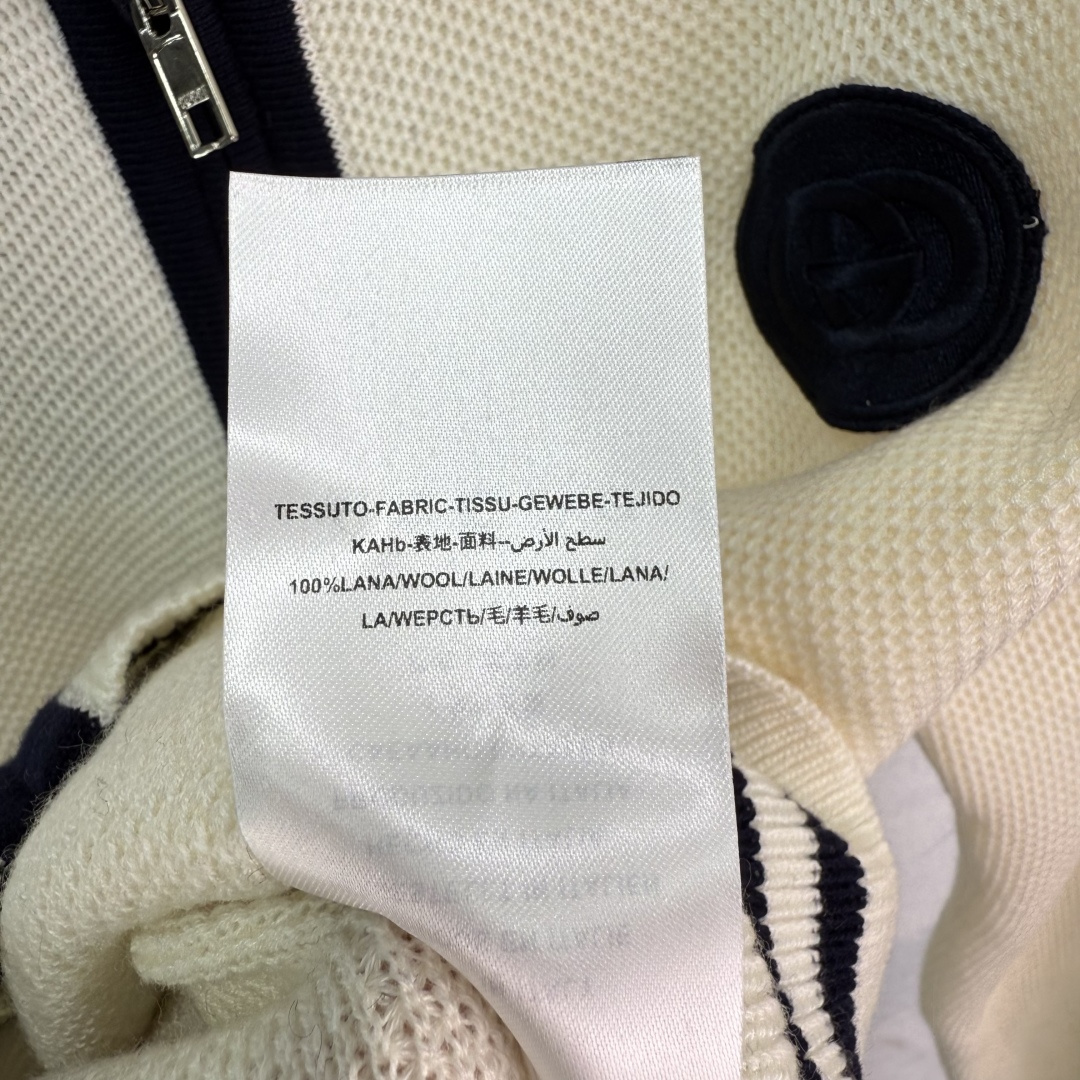 TESSUTO-FABRIC-TISSU-GEWEBE-TEJIDO
KAHb-表地-面料--سطح الأرض
100%LANA/WOOL/LAINE/WOLLE/LANA/
LA/WEPCTb/毛/羊毛/صوف